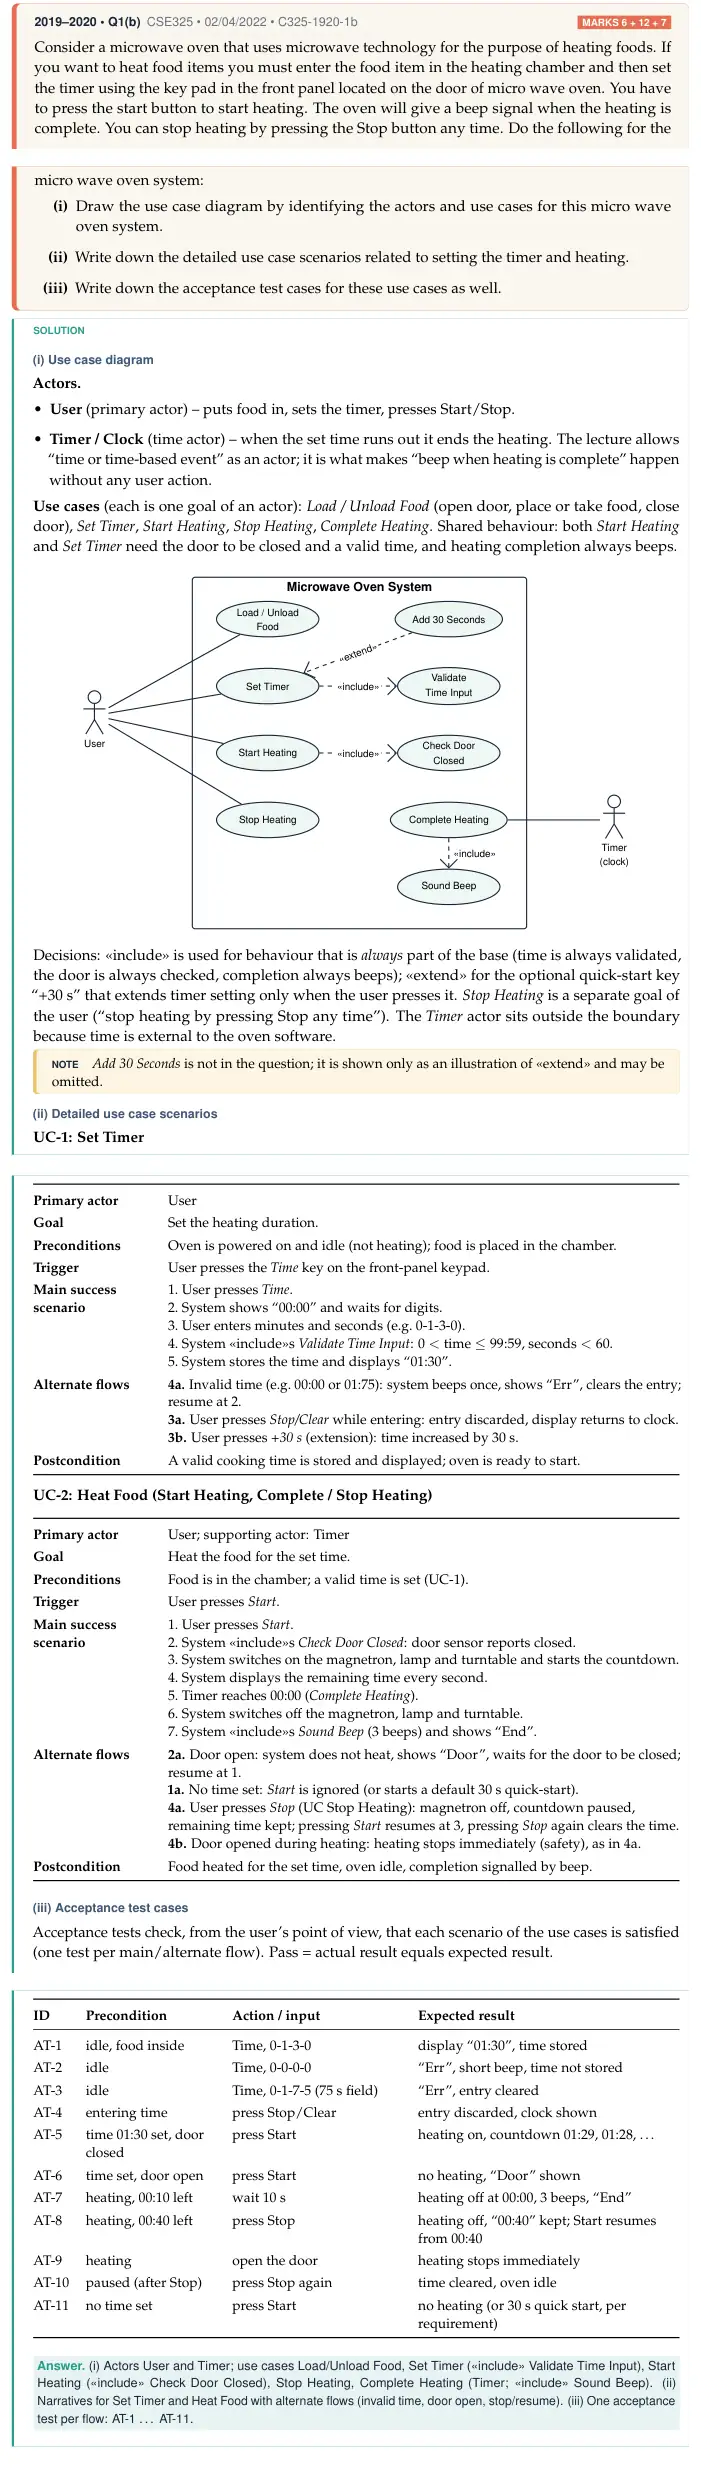 2019–2020 • Q1(b) CSE325 • 02/04/2022 • C325-1920-1b MARKS 6 + 12 + 7
Consider a microwave oven that uses microwave technology for the purpose of heating foods. If
you want to heat food items you must enter the food item in the heating chamber and then set
the timer using the key pad in the front panel located on the door of micro wave oven. You have
to press the start button to start heating. The oven will give a beep signal when the heating is
complete. You can stop heating by pressing the Stop button any time. Do the following for the
micro wave oven system:
(i) Draw the use case diagram by identifying the actors and use cases for this micro wave
oven system.
(ii) Write down the detailed use case scenarios related to setting the timer and heating.
(iii) Write down the acceptance test cases for these use cases as well.
SOLUTION
(i) Use case diagram
Actors.
• User (primary actor) – puts food in, sets the timer, presses Start/Stop.
• Timer / Clock (time actor) – when the set time runs out it ends the heating. The lecture allows
“time or time-based event” as an actor; it is what makes “beep when heating is complete” happen
without any user action.
Use cases (each is one goal of an actor): Load / Unload Food (open door, place or take food, close
door), Set Timer, Start Heating, Stop Heating, Complete Heating. Shared behaviour: both Start Heating
and Set Timer need the door to be closed and a valid time, and heating completion always beeps.
Microwave Oven System
Load / Unload
Food
Add 30 Seconds
«extend»
Set Timer
«include»
Validate
Time Input
User
Start Heating
«include»
Check Door
Closed
Stop Heating
Complete Heating
Timer
(clock)
«include»
Sound Beep
Decisions: «include» is used for behaviour that is always part of the base (time is always validated,
the door is always checked, completion always beeps); «extend» for the optional quick-start key
“+30 s” that extends timer setting only when the user presses it. Stop Heating is a separate goal of
the user (“stop heating by pressing Stop any time”). The Timer actor sits outside the boundary
because time is external to the oven software.
NOTE Add 30 Seconds is not in the question; it is shown only as an illustration of «extend» and may be
omitted.
(ii) Detailed use case scenarios
UC-1: Set Timer
Primary actor User
Goal Set the heating duration.
Preconditions Oven is powered on and idle (not heating); food is placed in the chamber.
Trigger User presses the Time key on the front-panel keypad.
Main success 1. User presses Time.
scenario 2. System shows “00:00” and waits for digits.
3. User enters minutes and seconds (e.g. 0-1-3-0).
4. System «include»s Validate Time Input: 0 < time ≤ 99:59, seconds < 60.
5. System stores the time and displays “01:30”.
Alternate flows 4a. Invalid time (e.g. 00:00 or 01:75): system beeps once, shows “Err”, clears the entry;
resume at 2.
3a. User presses Stop/Clear while entering: entry discarded, display returns to clock.
3b. User presses +30 s (extension): time increased by 30 s.
Postcondition A valid cooking time is stored and displayed; oven is ready to start.
UC-2: Heat Food (Start Heating, Complete / Stop Heating)
Primary actor User; supporting actor: Timer
Goal Heat the food for the set time.
Preconditions Food is in the chamber; a valid time is set (UC-1).
Trigger User presses Start.
Main success 1. User presses Start.
scenario 2. System «include»s Check Door Closed: door sensor reports closed.
3. System switches on the magnetron, lamp and turntable and starts the countdown.
4. System displays the remaining time every second.
5. Timer reaches 00:00 (Complete Heating).
6. System switches off the magnetron, lamp and turntable.
7. System «include»s Sound Beep (3 beeps) and shows “End”.
Alternate flows 2a. Door open: system does not heat, shows “Door”, waits for the door to be closed;
resume at 1.
1a. No time set: Start is ignored (or starts a default 30 s quick-start).
4a. User presses Stop (UC Stop Heating): magnetron off, countdown paused,
remaining time kept; pressing Start resumes at 3, pressing Stop again clears the time.
4b. Door opened during heating: heating stops immediately (safety), as in 4a.
Postcondition Food heated for the set time, oven idle, completion signalled by beep.
(iii) Acceptance test cases
Acceptance tests check, from the user’s point of view, that each scenario of the use cases is satisfied
(one test per main/alternate flow). Pass = actual result equals expected result.
ID Precondition Action / input Expected result
AT-1 idle, food inside Time, 0-1-3-0 display “01:30”, time stored
AT-2 idle Time, 0-0-0-0 “Err”, short beep, time not stored
AT-3 idle Time, 0-1-7-5 (75 s field) “Err”, entry cleared
AT-4 entering time press Stop/Clear entry discarded, clock shown
AT-5 time 01:30 set, door press Start heating on, countdown 01:29, 01:28, . . .
closed
AT-6 time set, door open press Start no heating, “Door” shown
AT-7 heating, 00:10 left wait 10 s heating off at 00:00, 3 beeps, “End”
AT-8 heating, 00:40 left press Stop heating off, “00:40” kept; Start resumes
from 00:40
AT-9 heating open the door heating stops immediately
AT-10 paused (after Stop) press Stop again time cleared, oven idle
AT-11 no time set press Start no heating (or 30 s quick start, per
requirement)
Answer. (i) Actors User and Timer; use cases Load/Unload Food, Set Timer («include» Validate Time Input), Start
Heating («include» Check Door Closed), Stop Heating, Complete Heating (Timer; «include» Sound Beep). (ii)
Narratives for Set Timer and Heat Food with alternate flows (invalid time, door open, stop/resume). (iii) One acceptance
test per flow: AT-1 . . . AT-11.